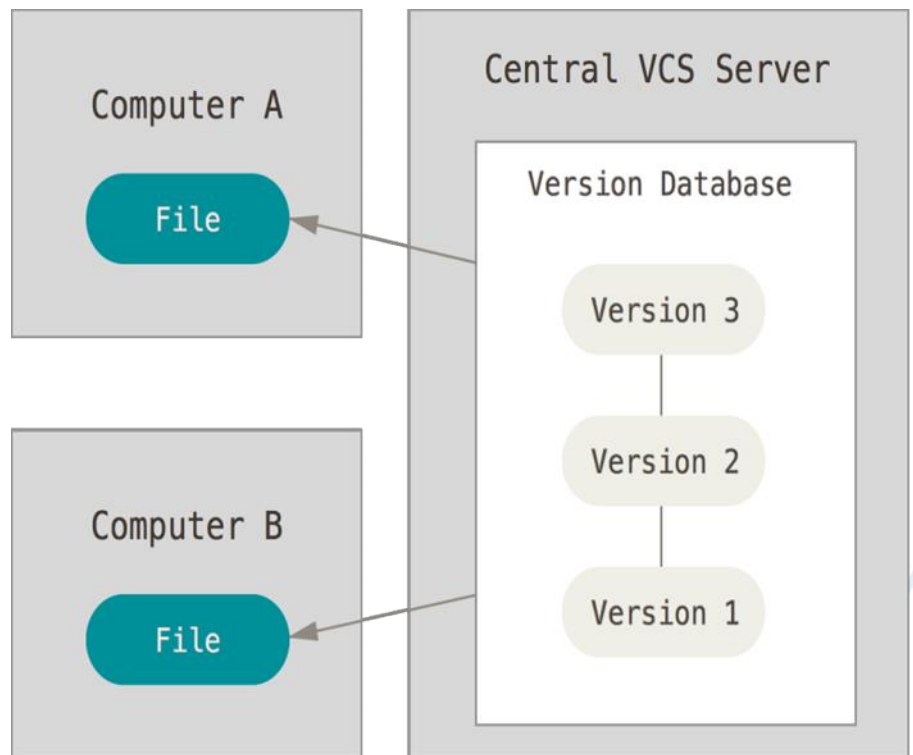 Computer A
File
Computer B
File
Central VCS Server
Version Database
Version 3
Version 2
Version 1